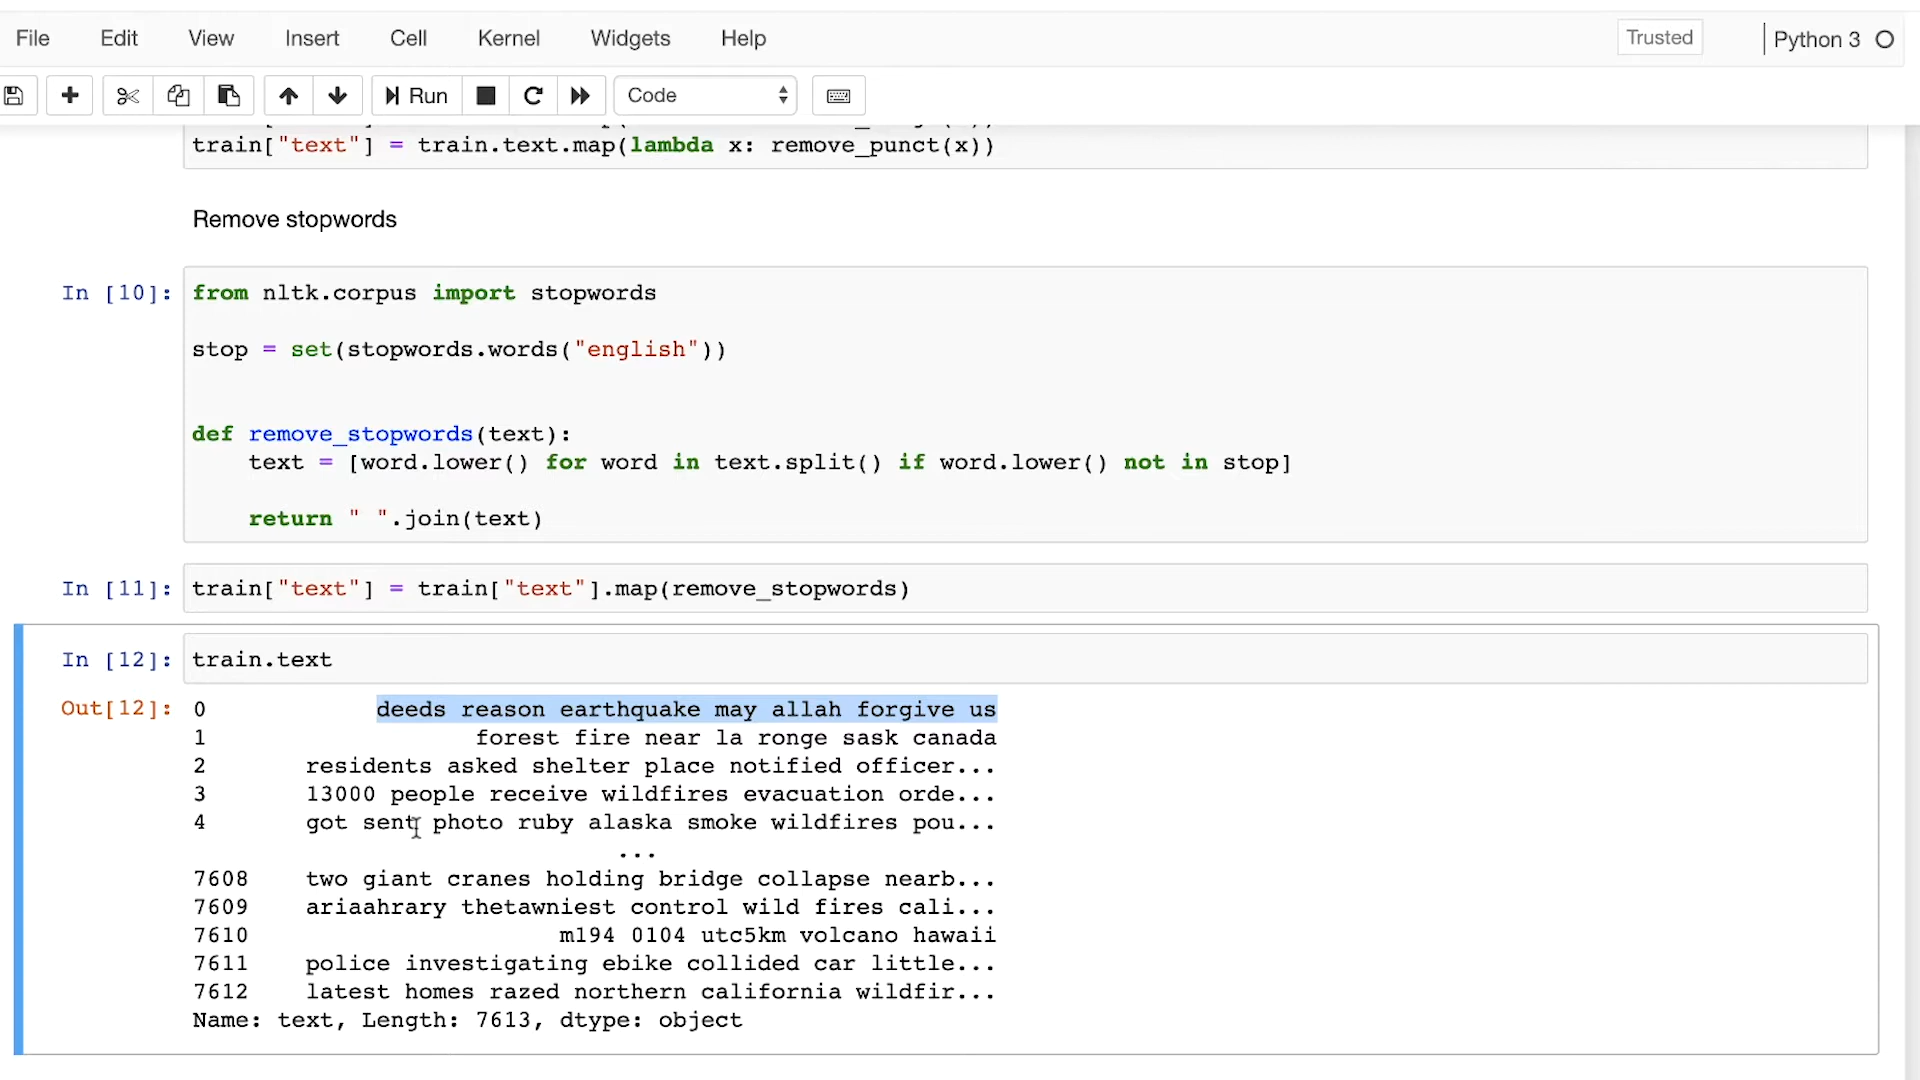 File Edit View Insert Cell Kernel Widgets Help Trusted Python 3
Run Code
train["text"] = train.text.map(lambda x: remove_punct(x))
Remove stopwords
In [10]: from nltk.corpus import stopwords
stop = set(stopwords.words("english"))
def remove_stopwords(text):
text = [word.lower() for word in text.split() if word.lower() not in stop]
return " ".join(text)
In [11]: train["text"] = train["text"].map(remove_stopwords)
In [12]: train.text
Out[12]: 0 deeds reason earthquake may allah forgive us
1 forest fire near la ronge sask canada
2 residents asked shelter place notified officer...
3 13000 people receive wildfires evacuation orde...
4 got sent photo ruby alaska smoke wildfires pou...
...
7608 two giant cranes holding bridge collapse nearb...
7609 ariaahrary thetawniest control wild fires cali...
7610 m194 0104 utc5km volcano hawaii
7611 police investigating ebike collided car little...
7612 latest homes razed northern california wildfir...
Name: text, Length: 7613, dtype: object